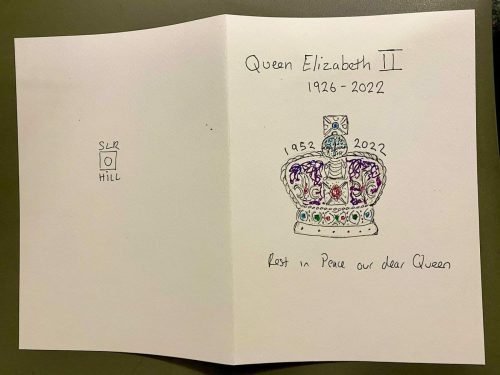 SLR
O
HILL
Queen Elizabeth II
1926 - 2022
1952 2022
Rest in Peace our dear Queen